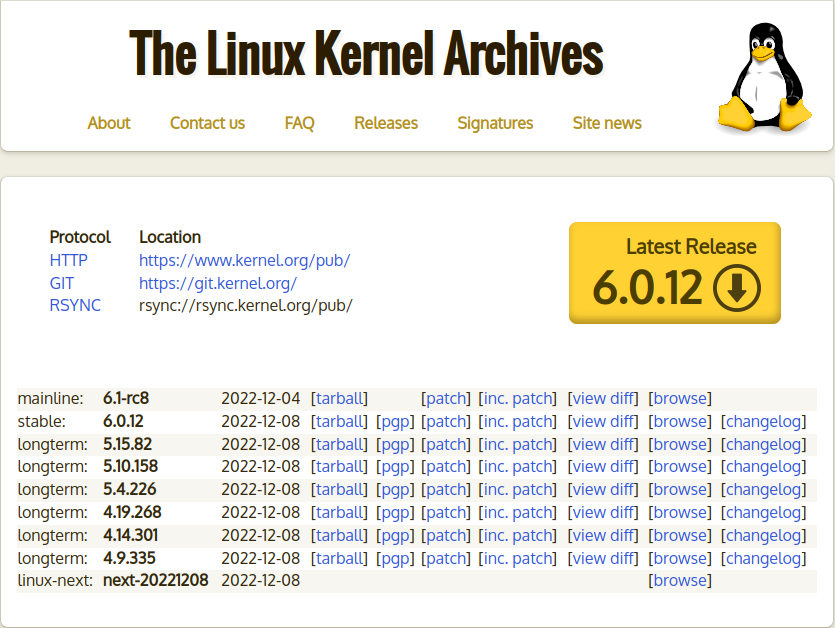 The Linux Kernel Archives
About Contact us FAQ Releases Signatures Site news
Protocol Location
HTTP https://www.kernel.org/pub/
GIT https://git.kernel.org/
RSYNC rsync://rsync.kernel.org/pub/
Latest Release
6.0.12
mainline: 6.1-rc8 2022-12-04 [tarball] [patch] [inc. patch] [view diff] [browse]
stable: 6.0.12 2022-12-08 [tarball] [pgp] [patch] [inc. patch] [view diff] [browse] [changelog]
longterm: 5.15.82 2022-12-08 [tarball] [pgp] [patch] [inc. patch] [view diff] [browse] [changelog]
longterm: 5.10.158 2022-12-08 [tarball] [pgp] [patch] [inc. patch] [view diff] [browse] [changelog]
longterm: 5.4.226 2022-12-08 [tarball] [pgp] [patch] [inc. patch] [view diff] [browse] [changelog]
longterm: 4.19.268 2022-12-08 [tarball] [pgp] [patch] [inc. patch] [view diff] [browse] [changelog]
longterm: 4.14.301 2022-12-08 [tarball] [pgp] [patch] [inc. patch] [view diff] [browse] [changelog]
longterm: 4.9.335 2022-12-08 [tarball] [pgp] [patch] [inc. patch] [view diff] [browse] [changelog]
linux-next: next-20221208 2022-12-08 [browse]